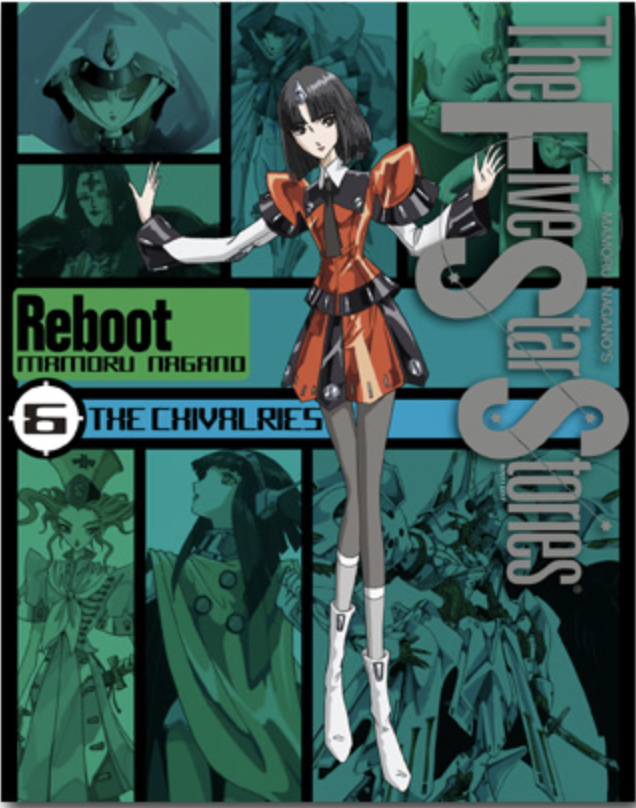 The
Five
Star
Stories
MAMORU NAGANO'S
Reboot
MAMORU NAGANO
6 THE CHIVALRIES